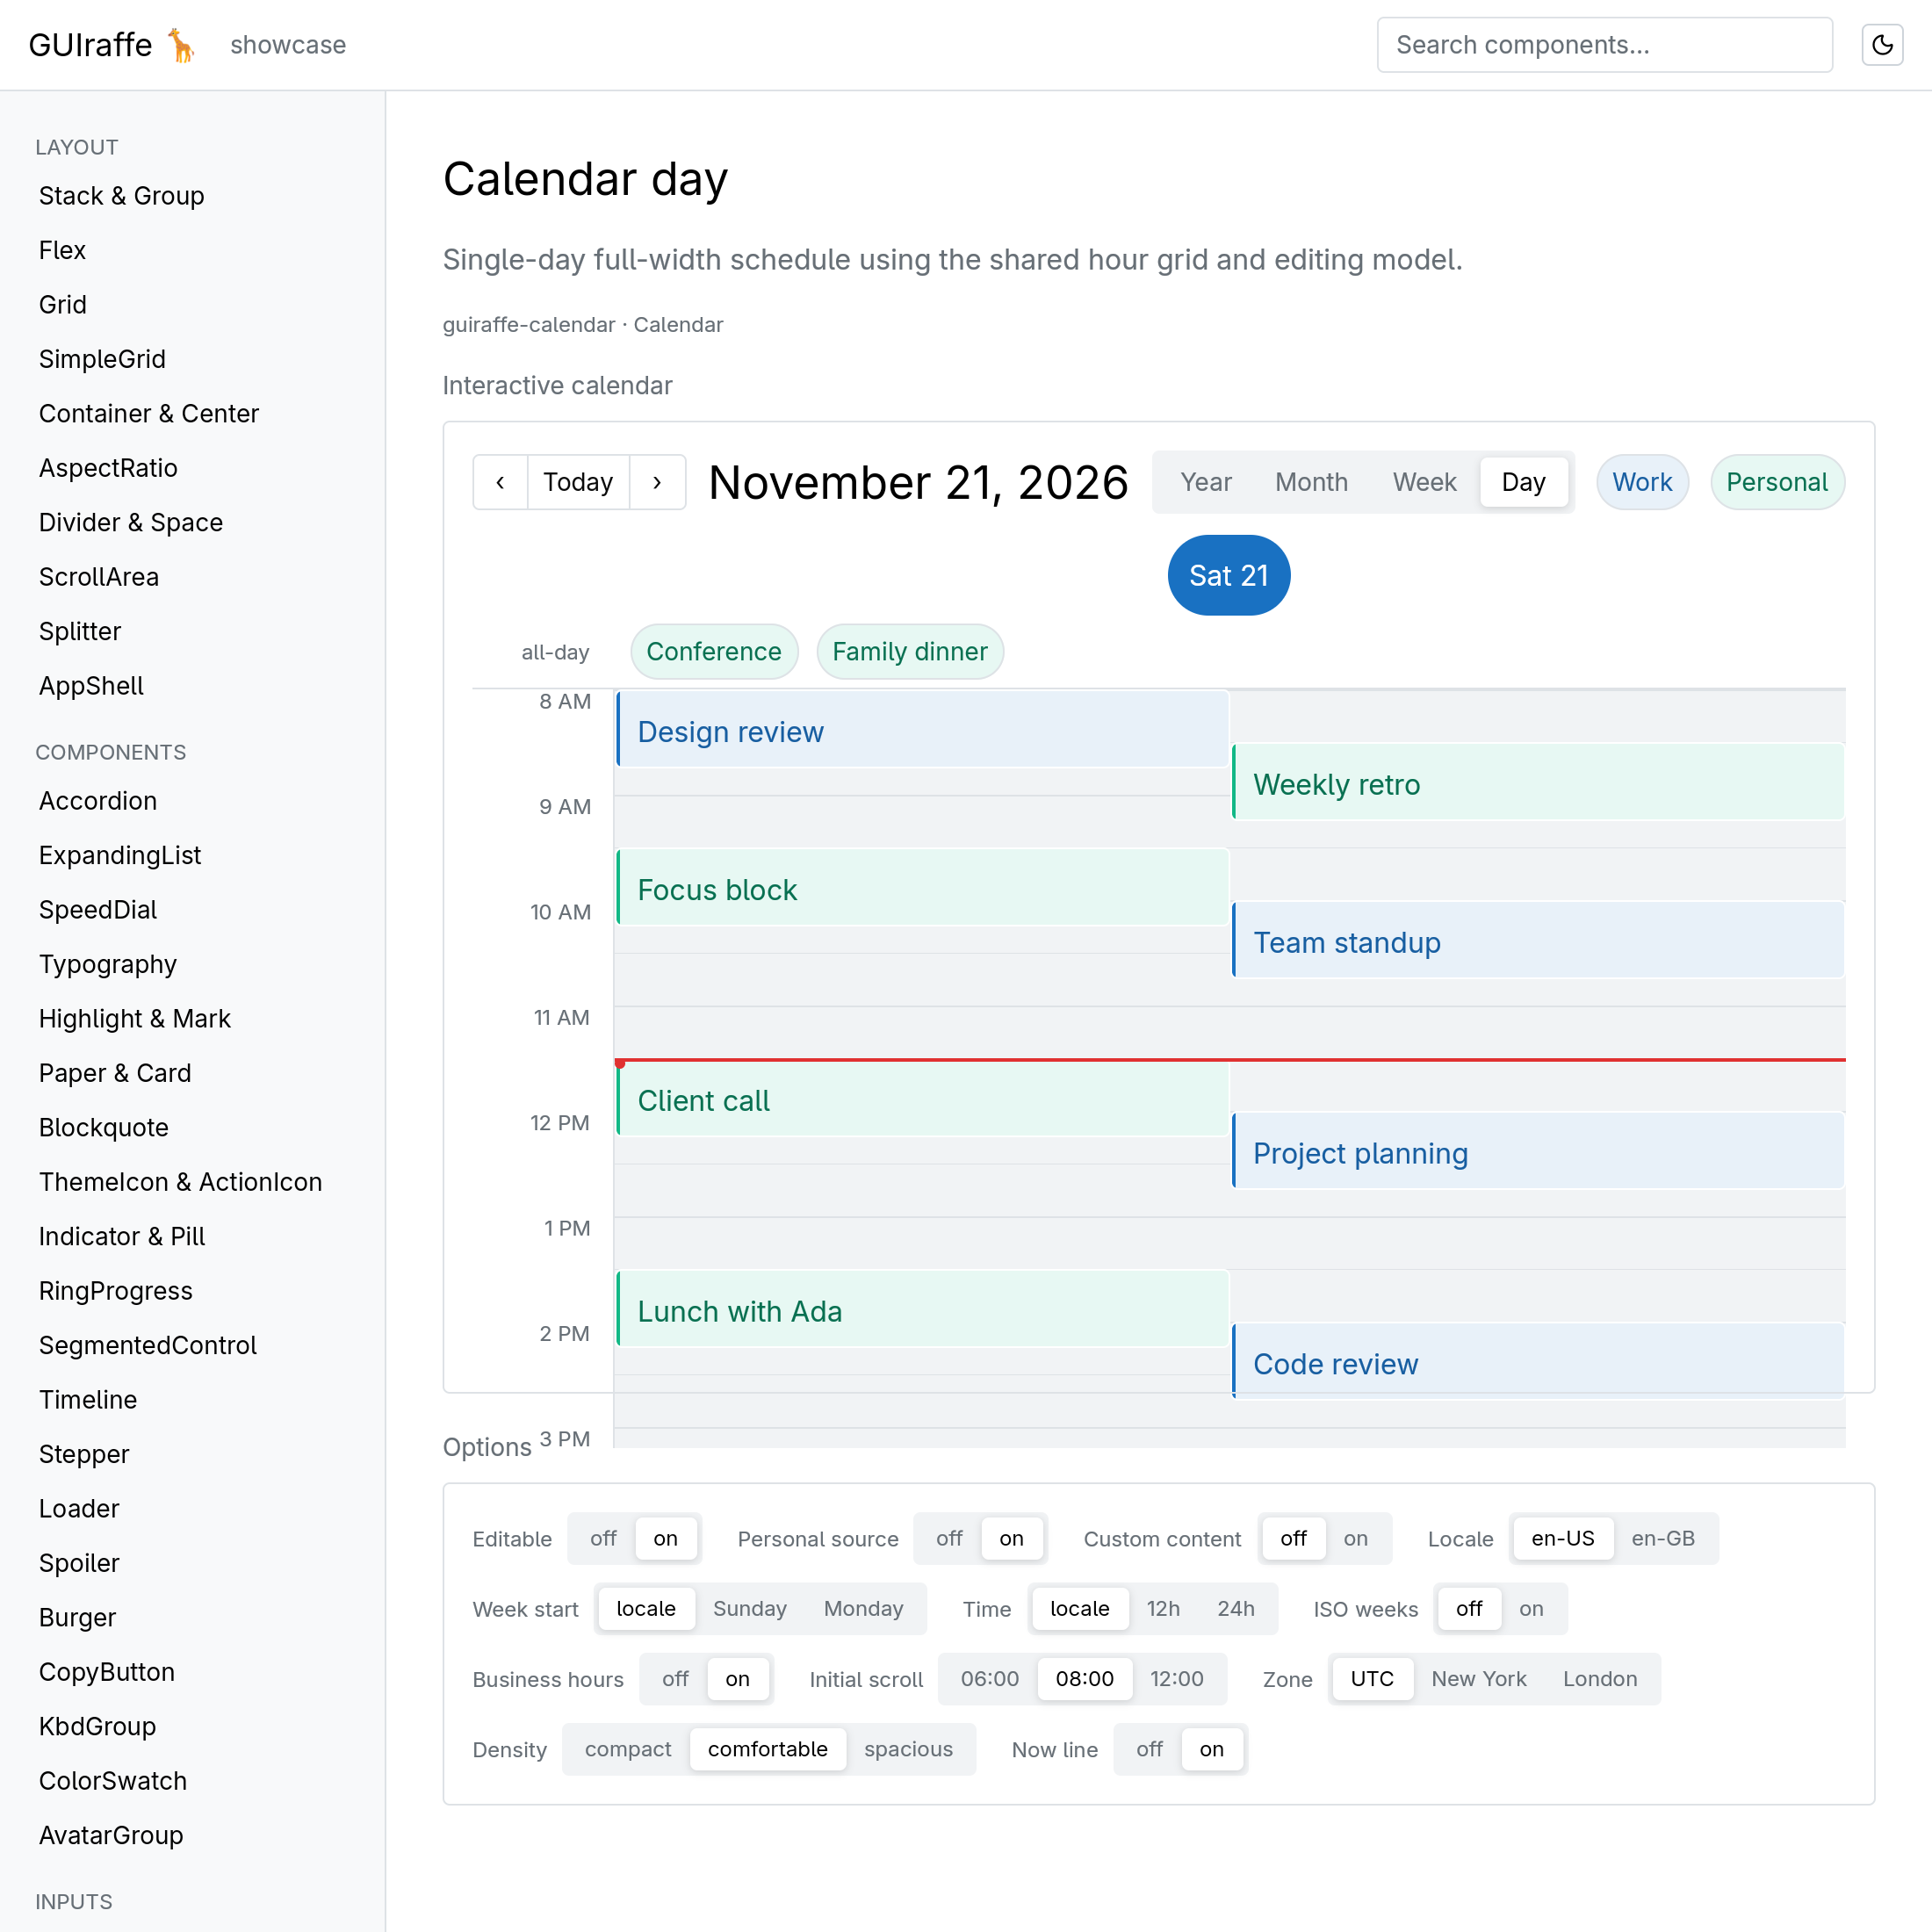 GUIraffe 🦒 showcase
Search components...
LAYOUT
Stack & Group
Flex
Grid
SimpleGrid
Container & Center
AspectRatio
Divider & Space
ScrollArea
Splitter
AppShell
COMPONENTS
Accordion
ExpandingList
SpeedDial
Typography
Highlight & Mark
Paper & Card
Blockquote
ThemeIcon & ActionIcon
Indicator & Pill
RingProgress
SegmentedControl
Timeline
Stepper
Loader
Spoiler
Burger
CopyButton
KbdGroup
ColorSwatch
AvatarGroup
INPUTS
Calendar day
Single-day full-width schedule using the shared hour grid and editing model.
guiraffe-calendar · Calendar
Interactive calendar
‹ Today › November 21, 2026 Year Month Week Day Work Personal
Sat 21
all-day Conference Family dinner
8 AM
Design review
Weekly retro
9 AM
Focus block
10 AM
Team standup
11 AM
Client call
12 PM
Project planning
1 PM
Lunch with Ada
2 PM
Code review
3 PM
Options
Editable off on Personal source off on Custom content off on Locale en-US en-GB
Week start locale Sunday Monday Time locale 12h 24h ISO weeks off on
Business hours off on Initial scroll 06:00 08:00 12:00 Zone UTC New York London
Density compact comfortable spacious Now line off on